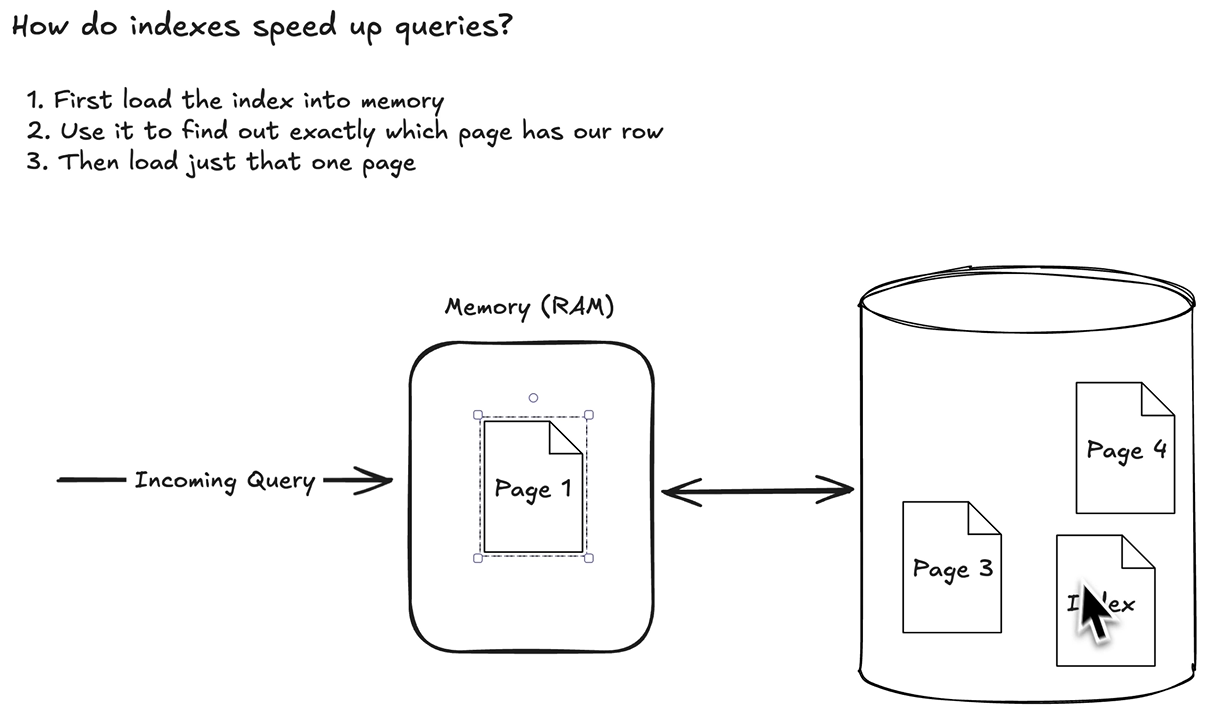 How do indexes speed up queries?
1. First load the index into memory
2. Use it to find out exactly which page has our row
3. Then load just that one page
Memory (RAM)
Incoming Query
Page 1
Page 4
Page 3